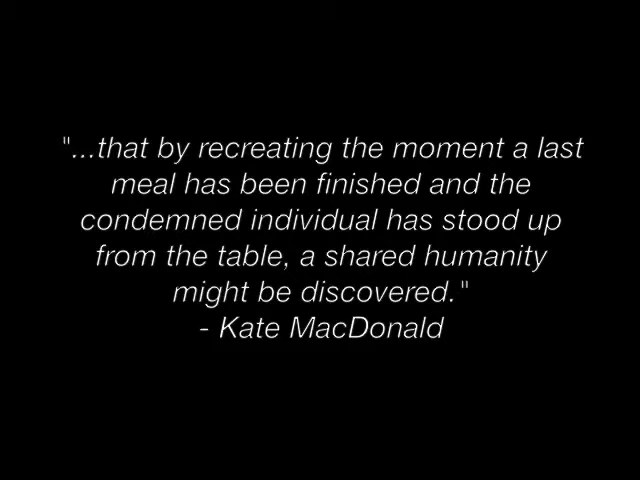 "...that by recreating the moment a last
meal has been finished and the
condemned individual has stood up
from the table, a shared humanity
might be discovered."
- Kate MacDonald